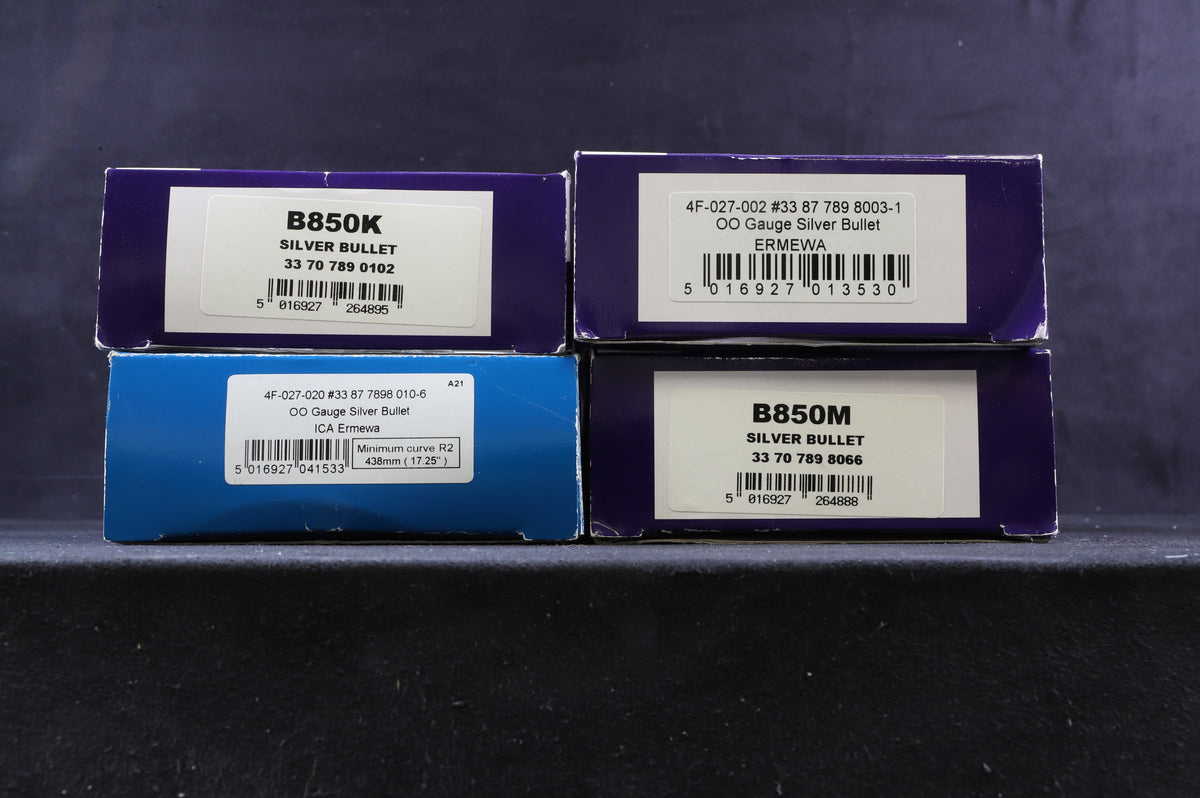 B850K
SILVER BULLET
33 70 789 0102
5 016927 264895
4F-027-002 #33 87 789 8003-1
OO Gauge Silver Bullet
ERMEWA
5 016927 013530
A21
4F-027-020 #33 87 7898 010-6
OO Gauge Silver Bullet
ICA Ermewa
Minimum curve R2
438mm ( 17.25" )
5 016927 041533
B850M
SILVER BULLET
33 70 789 8066
5 016927 264888